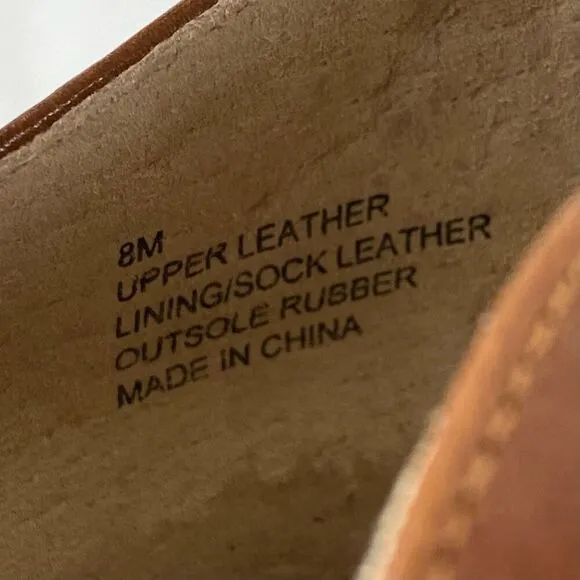 8M
UPPER LEATHER
LINING/SOCK LEATHER
OUTSOLE RUBBER
MADE IN CHINA